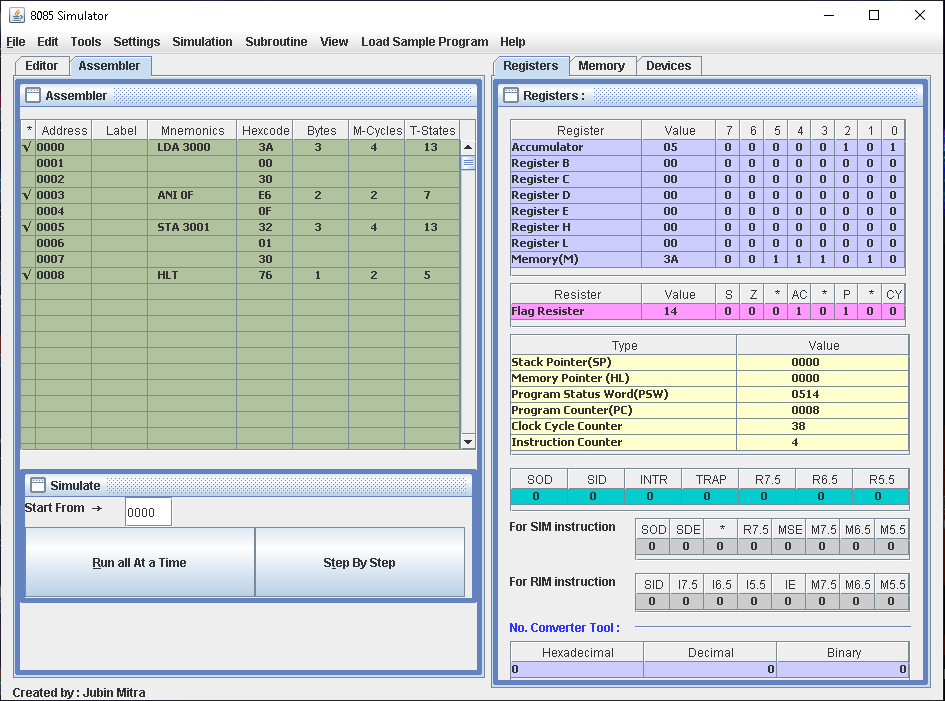 8085 Simulator
File Edit Tools Settings Simulation Subroutine View Load Sample Program Help
Editor Assembler
Assembler
* Address Label Mnemonics Hexcode Bytes M-Cycles T-States
√ 0000 LDA 3000 3A 3 4 13
0001 00
0002 30
√ 0003 ANI 0F E6 2 2 7
0004 0F
√ 0005 STA 3001 32 3 4 13
0006 01
0007 30
√ 0008 HLT 76 1 2 5
Simulate
Start From → 0000
Run all At a Time Step By Step
Created by : Jubin Mitra
Registers Memory Devices
Registers :
Register Value 7 6 5 4 3 2 1 0
Accumulator 05 0 0 0 0 0 1 0 1
Register B 00 0 0 0 0 0 0 0 0
Register C 00 0 0 0 0 0 0 0 0
Register D 00 0 0 0 0 0 0 0 0
Register E 00 0 0 0 0 0 0 0 0
Register H 00 0 0 0 0 0 0 0 0
Register L 00 0 0 0 0 0 0 0 0
Memory(M) 3A 0 0 1 1 1 0 1 0
Resister Value S Z * AC * P * CY
Flag Resister 14 0 0 0 1 0 1 0 0
Type Value
Stack Pointer(SP) 0000
Memory Pointer (HL) 0000
Program Status Word(PSW) 0514
Program Counter(PC) 0008
Clock Cycle Counter 38
Instruction Counter 4
SOD SID INTR TRAP R7.5 R6.5 R5.5
0 0 0 0 0 0 0
For SIM instruction
SOD SDE * R7.5 MSE M7.5 M6.5 M5.5
0 0 0 0 0 0 0 0
For RIM instruction
SID I7.5 I6.5 I5.5 IE M7.5 M6.5 M5.5
0 0 0 0 0 0 0 0
No. Converter Tool :
Hexadecimal Decimal Binary
0 0 0